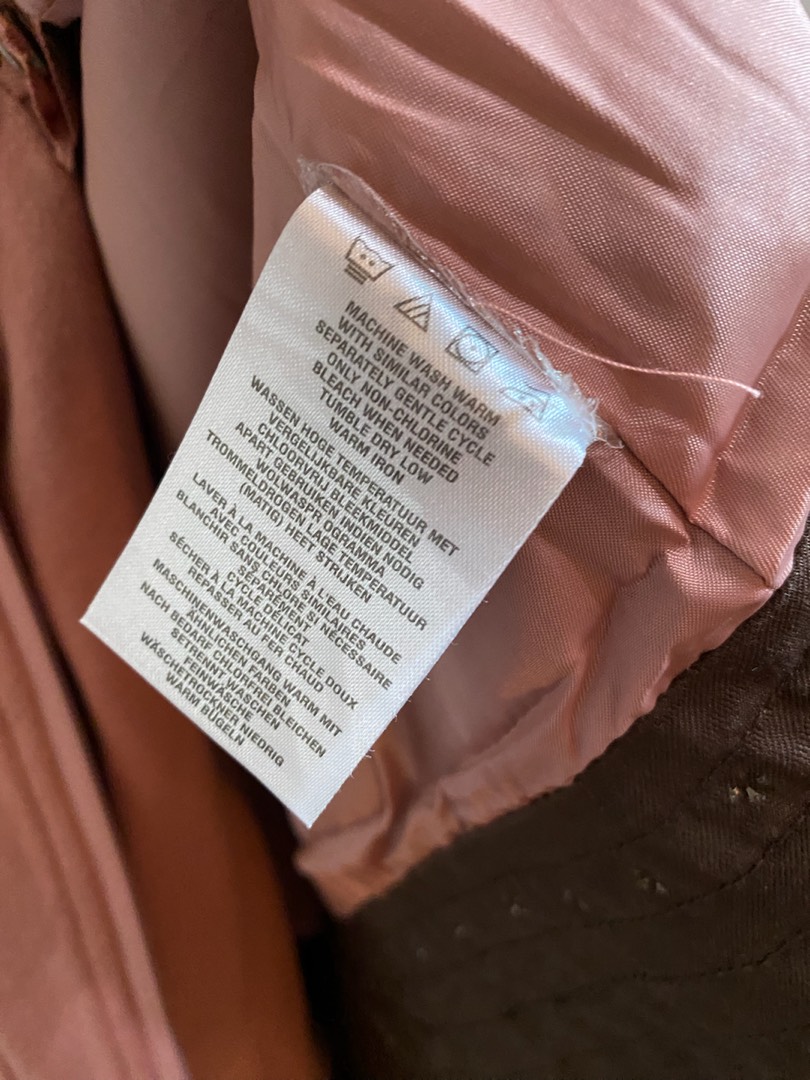 MACHINE WASH WARM
WITH SIMILAR COLORS
SEPARATELY GENTLE CYCLE
ONLY NON-CHLORINE
BLEACH WHEN NEEDED
TUMBLE DRY LOW
WARM IRON
WASSEN HOGE TEMPERATUUR MET
VERGELIJKBARE KLEUREN
CHLOORVRIJ BLEEKMIDDEL
APART GEBRUIKEN INDIEN NODIG
WOLWASPR OGRAMMA
TROMMELDROGEN LAGE TEMPERATUUR
(MATIG) HEET STRIJKEN
LAVER À LA MACHINE À L'EAU CHAUDE
AVEC COULEURS SIMILAIRES
BLANCHIR SANS CHLORE SI NÉCESSAIRE
SÉPARÉMENT
CYCLE DÉLICAT
SÉCHER À LA MACHINE CYCLE DOUX
REPASSER AU FER CHAUD
MASCHINENWASCHGANG WARM MIT
ÄHNLICHEN FARBEN
NACH BEDARF CHLORFREI BLEICHEN
SETRENNT WASCHEN
FEINWÄRCHE
WÄSCHETROCKNER NIEDRIG
WARM BÜGELN